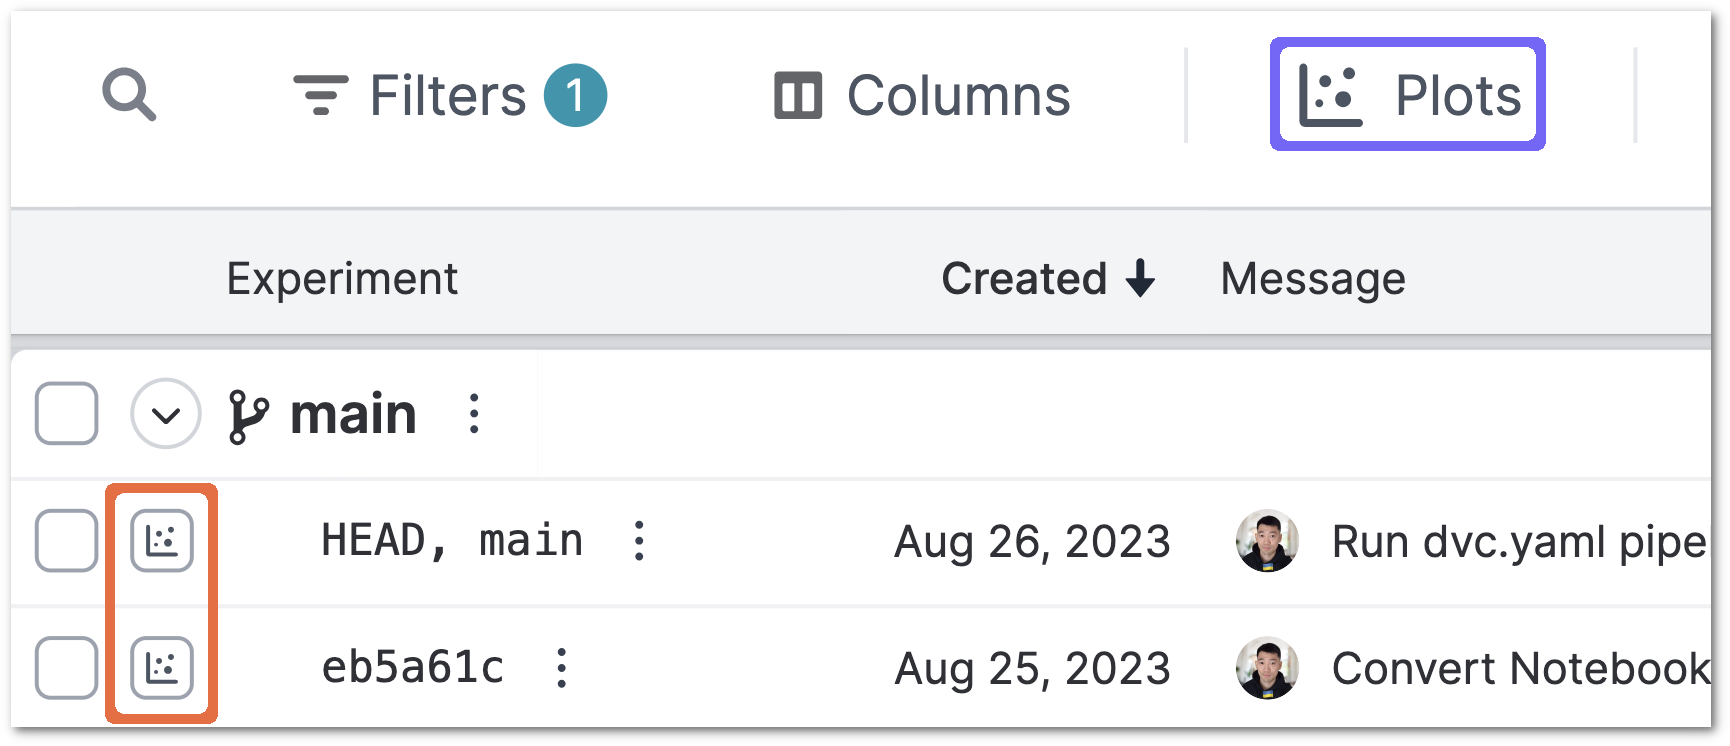 Filters 1 Columns Plots
Experiment Created Message
main
HEAD, main Aug 26, 2023 Run dvc.yaml pipe
eb5a61c Aug 25, 2023 Convert Notebook